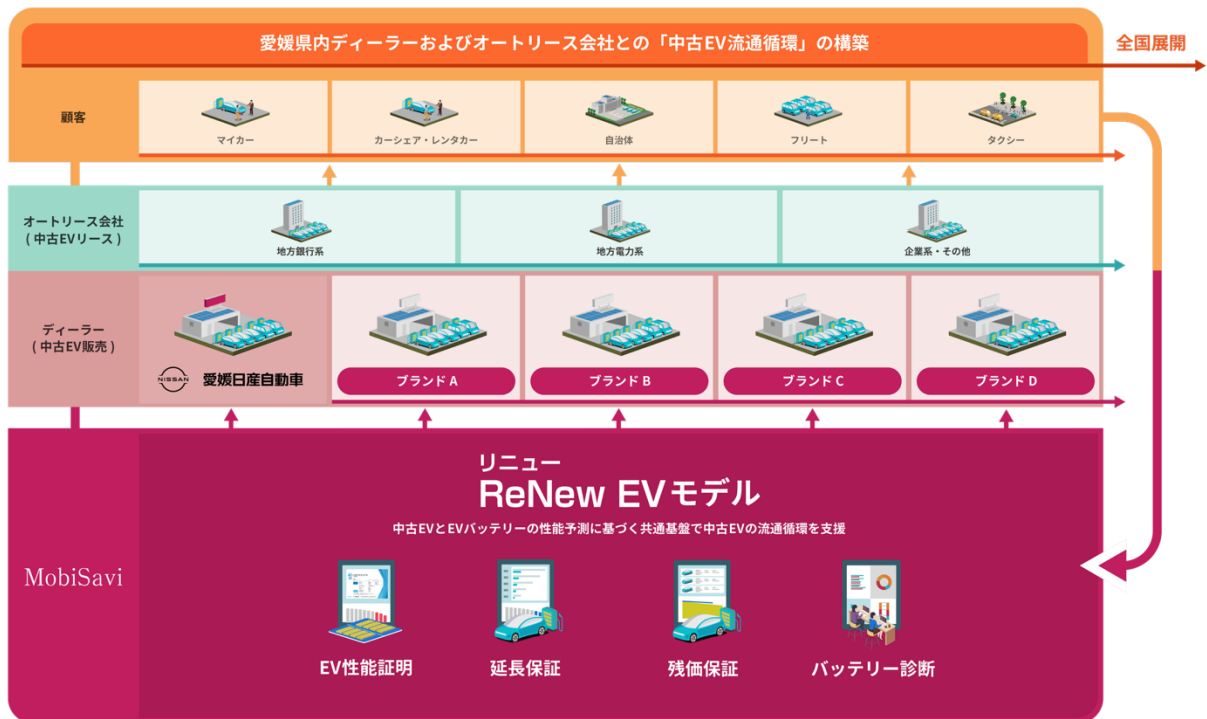 愛媛県内ディーラーおよびオートリース会社との「中古EV流通循環」の構築
全国展開
顧客
マイカー
カーシェア・レンタカー
自治体
フリート
タクシー
オートリース会社
( 中古EVリース )
地方銀行系
地方電力系
企業系・その他
ディーラー
( 中古EV販売 )
NISSAN
愛媛日産自動車
ブランド A
ブランド B
ブランド C
ブランド D
MobiSavi
リニュー
ReNew EVモデル
中古EVとEVバッテリーの性能予測に基づく共通基盤で中古EVの流通循環を支援
EV性能証明
延長保証
残価保証
バッテリー診断